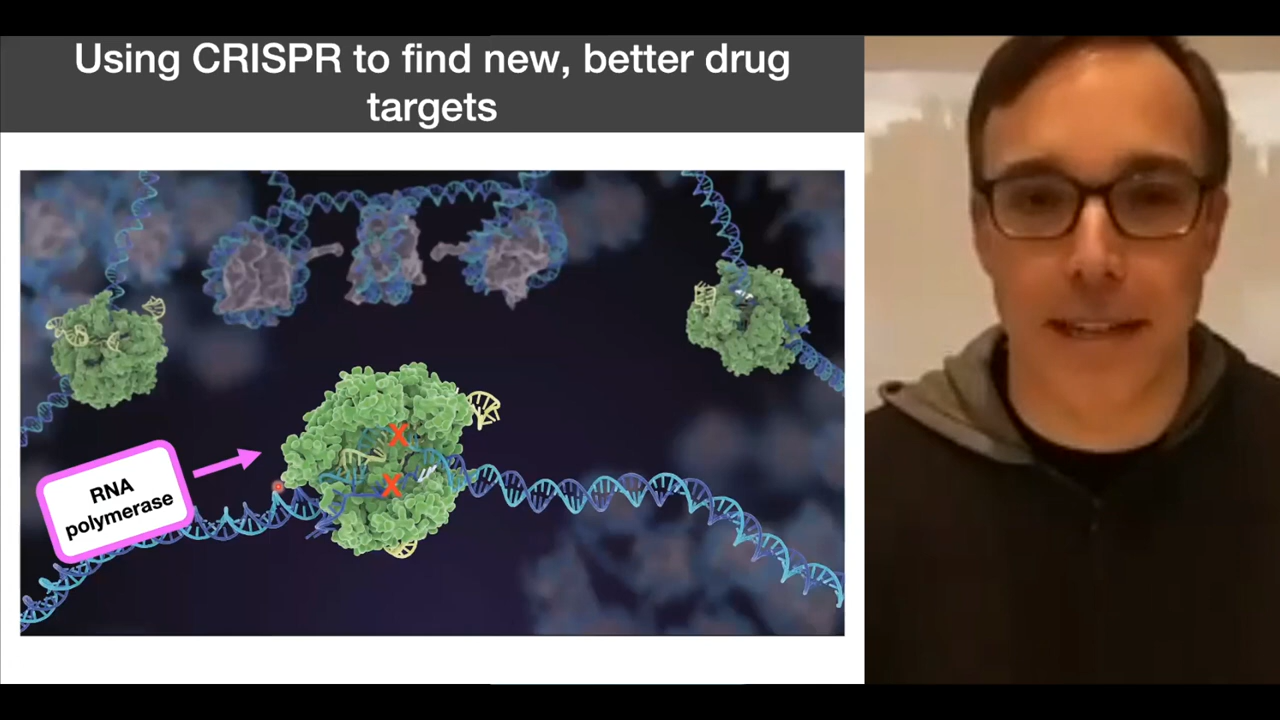 Using CRISPR to find new, better drug
targets
X
X
RNA
polymerase